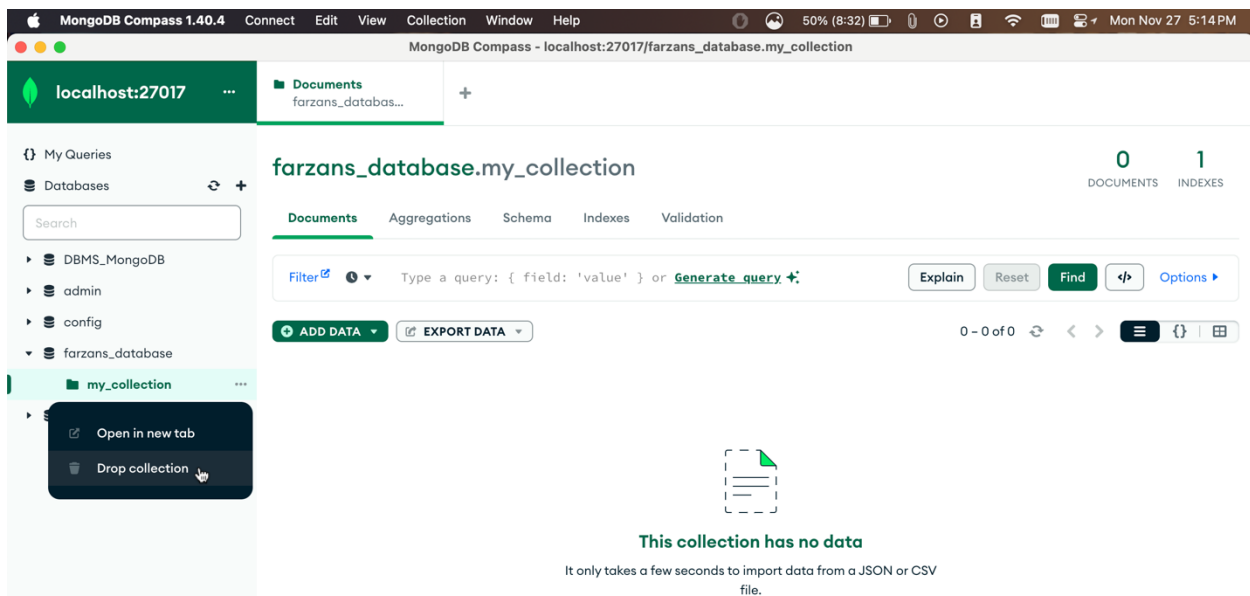 MongoDB Compass 1.40.4 Connect Edit View Collection Window Help 50% (8:32) Mon Nov 27 5:14 PM
MongoDB Compass - localhost:27017/farzans_database.my_collection
localhost:27017 ...
Documents
farzans_databas...
+
{} My Queries
Databases
+
Search
DBMS_MongoDB
admin
config
farzans_database
my_collection ...
Open in new tab
Drop collection
farzans_database.my_collection
0
DOCUMENTS
1
INDEXES
Documents Aggregations Schema Indexes Validation
Filter Type a query: { field: 'value' } or Generate query
Explain Reset Find </> Options
ADD DATA EXPORT DATA
0 – 0 of 0 < > {}
This collection has no data
It only takes a few seconds to import data from a JSON or CSV
file.